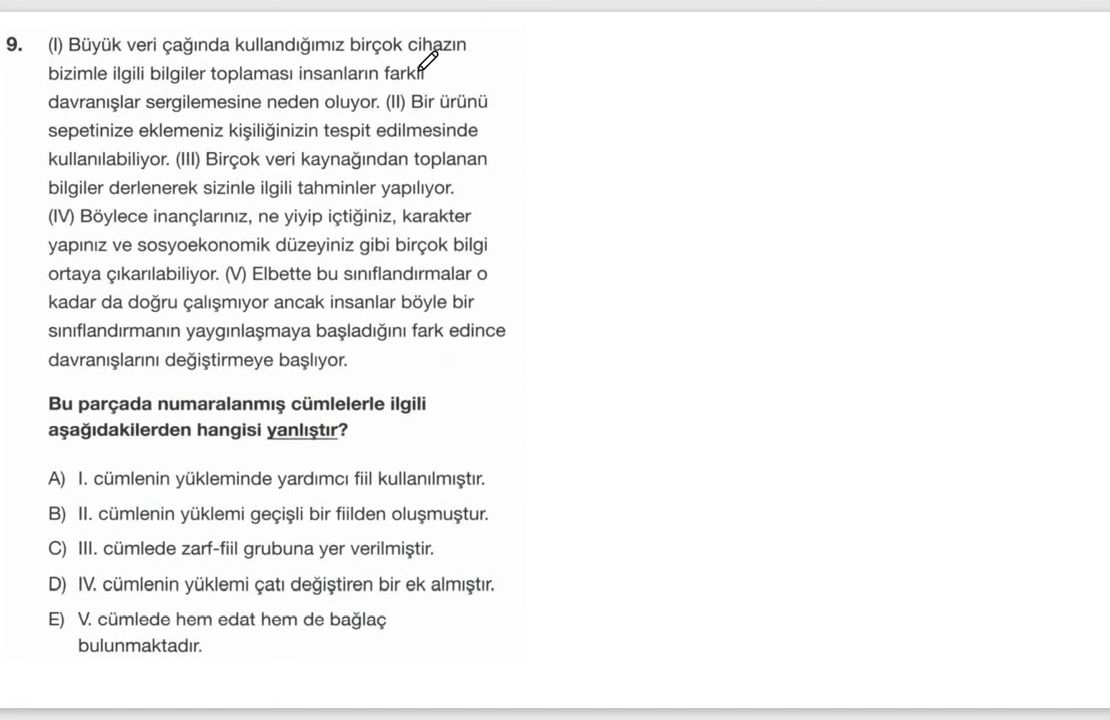 9. (I) Büyük veri çağında kullandığımız birçok cihazın
bizimle ilgili bilgiler toplaması insanların farklı
davranışlar sergilemesine neden oluyor. (II) Bir ürünü
sepetinize eklemeniz kişiliğinizin tespit edilmesinde
kullanılabiliyor. (III) Birçok veri kaynağından toplanan
bilgiler derlenerek sizinle ilgili tahminler yapılıyor.
(IV) Böylece inançlarınız, ne yiyip içtiğiniz, karakter
yapınız ve sosyoekonomik düzeyiniz gibi birçok bilgi
ortaya çıkarılabiliyor. (V) Elbette bu sınıflandırmalar o
kadar da doğru çalışmıyor ancak insanlar böyle bir
sınıflandırmanın yaygınlaşmaya başladığını fark edince
davranışlarını değiştirmeye başlıyor.
Bu parçada numaralanmış cümlelerle ilgili
aşağıdakilerden hangisi yanlıştır?
A) I. cümlenin yükleminde yardımcı fiil kullanılmıştır.
B) II. cümlenin yüklemi geçişli bir fiilden oluşmuştur.
C) III. cümlede zarf-fiil grubuna yer verilmiştir.
D) IV. cümlenin yüklemi çatı değiştiren bir ek almıştır.
E) V. cümlede hem edat hem de bağlaç
bulunmaktadır.